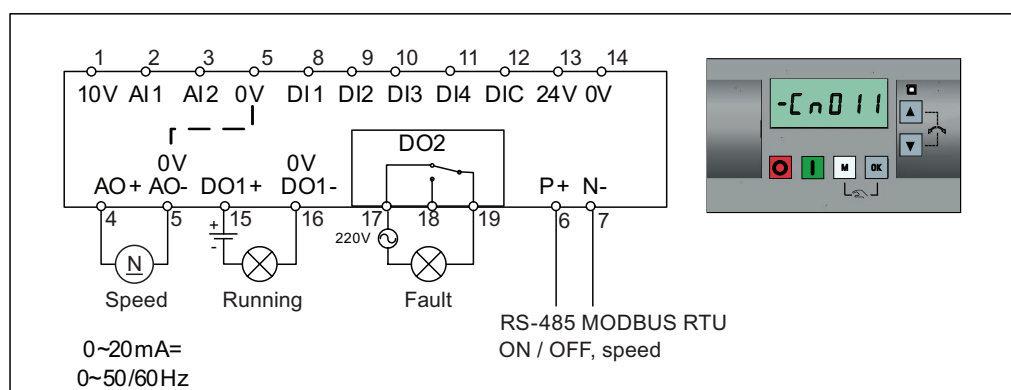 1 2 3 5 8 9 10 11 12 13 14
10V AI1 AI2 0V DI1 DI2 DI3 DI4 DIC 24V 0V
-Cn011
0V 0V DO2
AO+ AO- DO1+ DO1- P+ N-
M OK
4 5 15 16 17 18 19 6 7
+
-
220V
N
Speed Running Fault
RS-485 MODBUS RTU
ON / OFF, speed
0~20mA=
0~50/60Hz